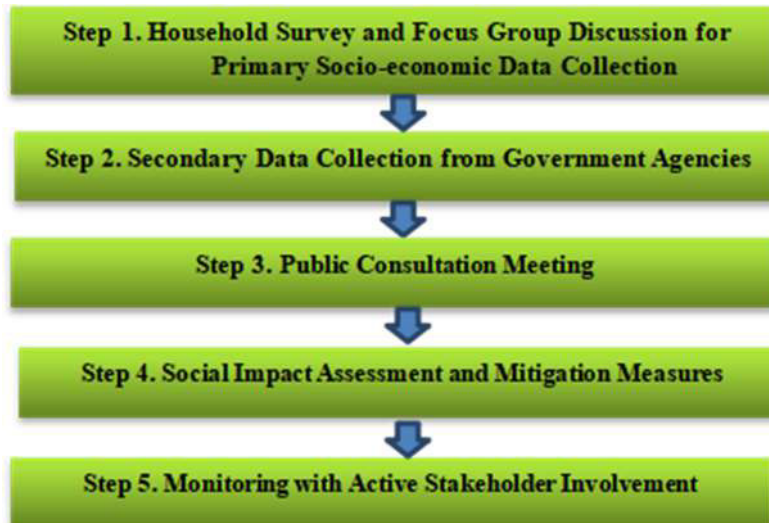 Step 1. Household Survey and Focus Group Discussion for
Primary Socio-economic Data Collection
Step 2. Secondary Data Collection from Government Agencies
Step 3. Public Consultation Meeting
Step 4. Social Impact Assessment and Mitigation Measures
Step 5. Monitoring with Active Stakeholder Involvement